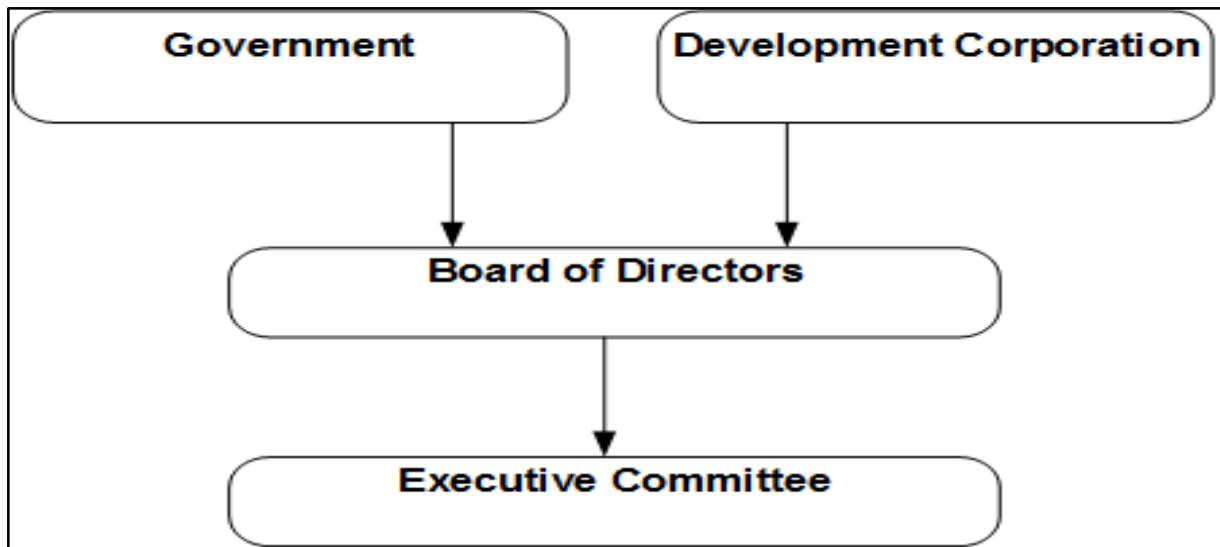 Government
Development Corporation
Board of Directors
Executive Committee